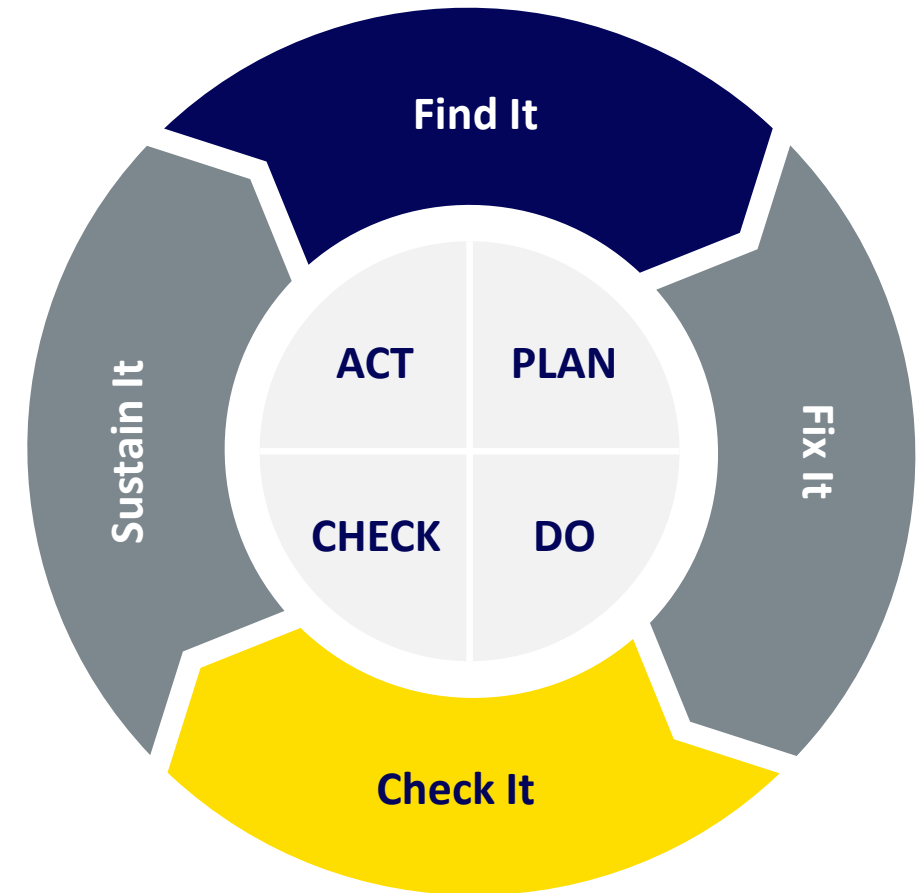 Find It
Fix It
Check It
Sustain It
ACT
PLAN
CHECK
DO